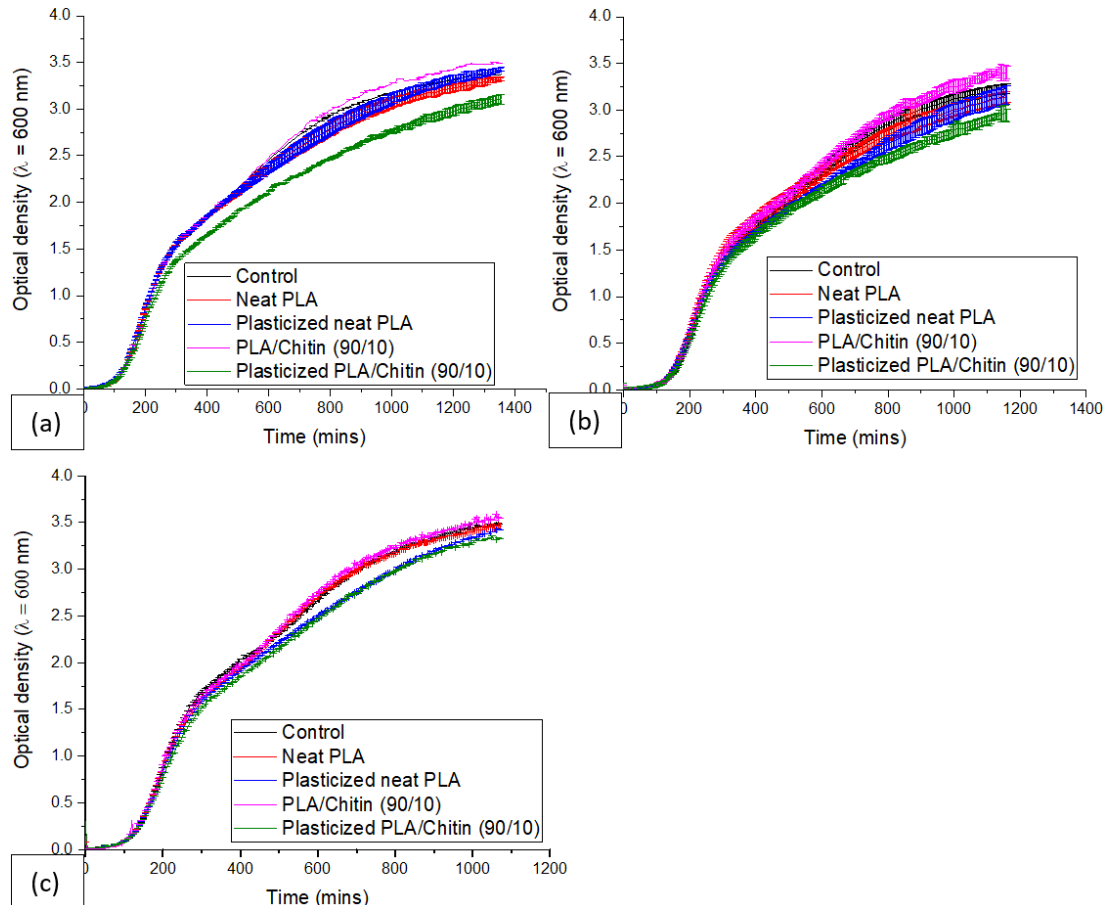 4.0
3.5
3.0
2.5
2.0
1.5
1.0
0.5
0.0
Optical density (λ = 600 nm)
Control
Neat PLA
Plasticized neat PLA
PLA/Chitin (90/10)
Plasticized PLA/Chitin (90/10)
0 200 400 600 800 1000 1200 1400
(a)
Time (mins)
4.0
3.5
3.0
2.5
2.0
1.5
1.0
0.5
0.0
Optical density (λ = 600 nm)
Control
Neat PLA
Plasticized neat PLA
PLA/Chitin (90/10)
Plasticized PLA/Chitin (90/10)
0 200 400 600 800 1000 1200 1400
(b)
Time (mins)
4.0
3.5
3.0
2.5
2.0
1.5
1.0
0.5
0.0
Optical density (λ = 600 nm)
Control
Neat PLA
Plasticized neat PLA
PLA/Chitin (90/10)
Plasticized PLA/Chitin (90/10)
0 200 400 600 800 1000 1200
(c)
Time (mins)